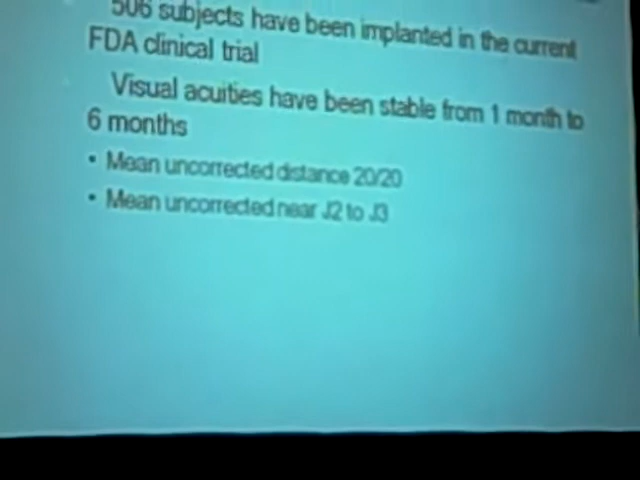 506 subjects have been implanted in the current
FDA clinical trial
Visual acuities have been stable from 1 month to
6 months
• Mean uncorrected distance 20/20
• Mean uncorrected near J2 to J3